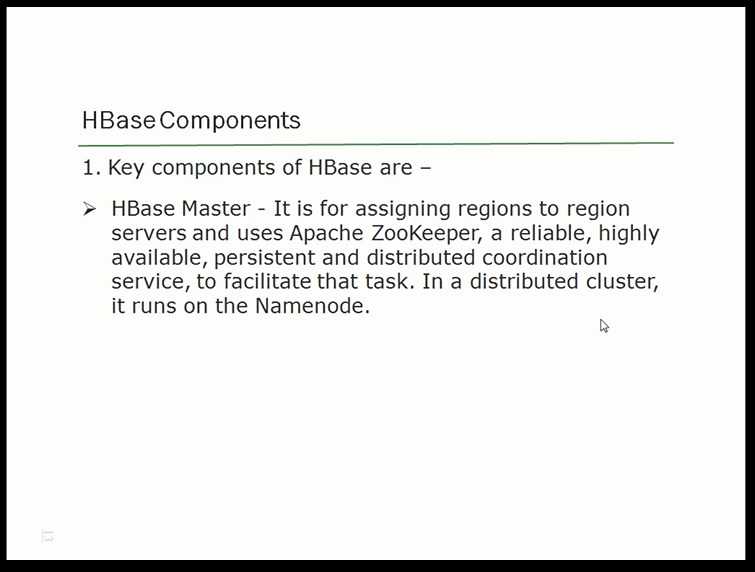 HBase Components
1. Key components of HBase are –
➢ HBase Master - It is for assigning regions to region
servers and uses Apache ZooKeeper, a reliable, highly
available, persistent and distributed coordination
service, to facilitate that task. In a distributed cluster,
it runs on the Namenode.
13